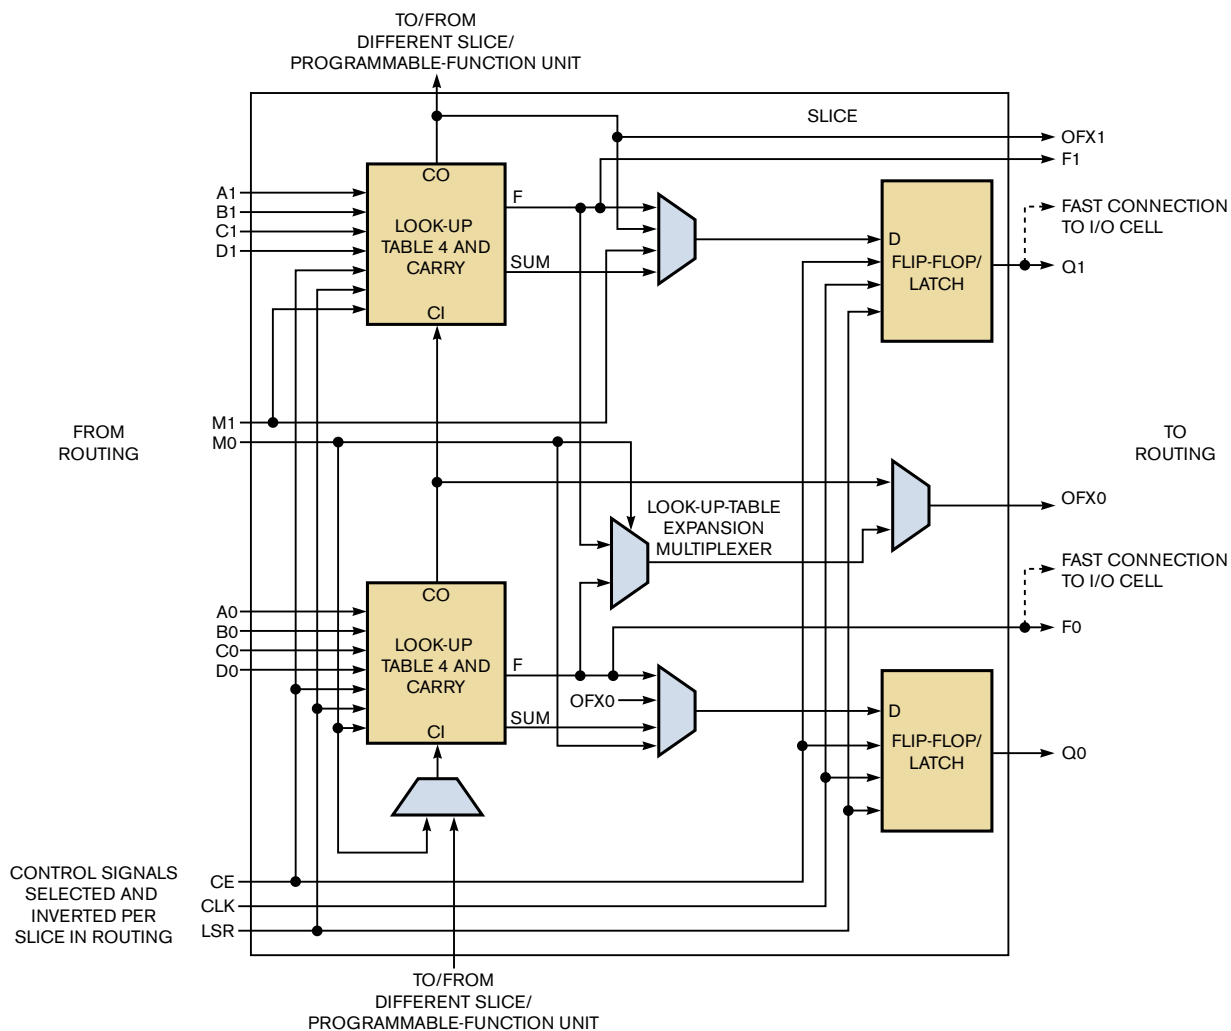 TO/FROM
DIFFERENT SLICE/
PROGRAMMABLE-FUNCTION UNIT
SLICE
OFX1
F1
CO
A1
B1
C1
D1
LOOK-UP
TABLE 4 AND
CARRY
F
SUM
CI
D
FLIP-FLOP/
LATCH
FAST CONNECTION
TO I/O CELL
Q1
FROM
ROUTING
M1
M0
TO
ROUTING
LOOK-UP-TABLE
EXPANSION
MULTIPLEXER
OFX0
FAST CONNECTION
TO I/O CELL
F0
CO
A0
B0
C0
D0
LOOK-UP
TABLE 4 AND
CARRY
F
OFX0
SUM
CI
D
FLIP-FLOP/
LATCH
Q0
CONTROL SIGNALS
SELECTED AND
INVERTED PER
SLICE IN ROUTING
CE
CLK
LSR
TO/FROM
DIFFERENT SLICE/
PROGRAMMABLE-FUNCTION UNIT